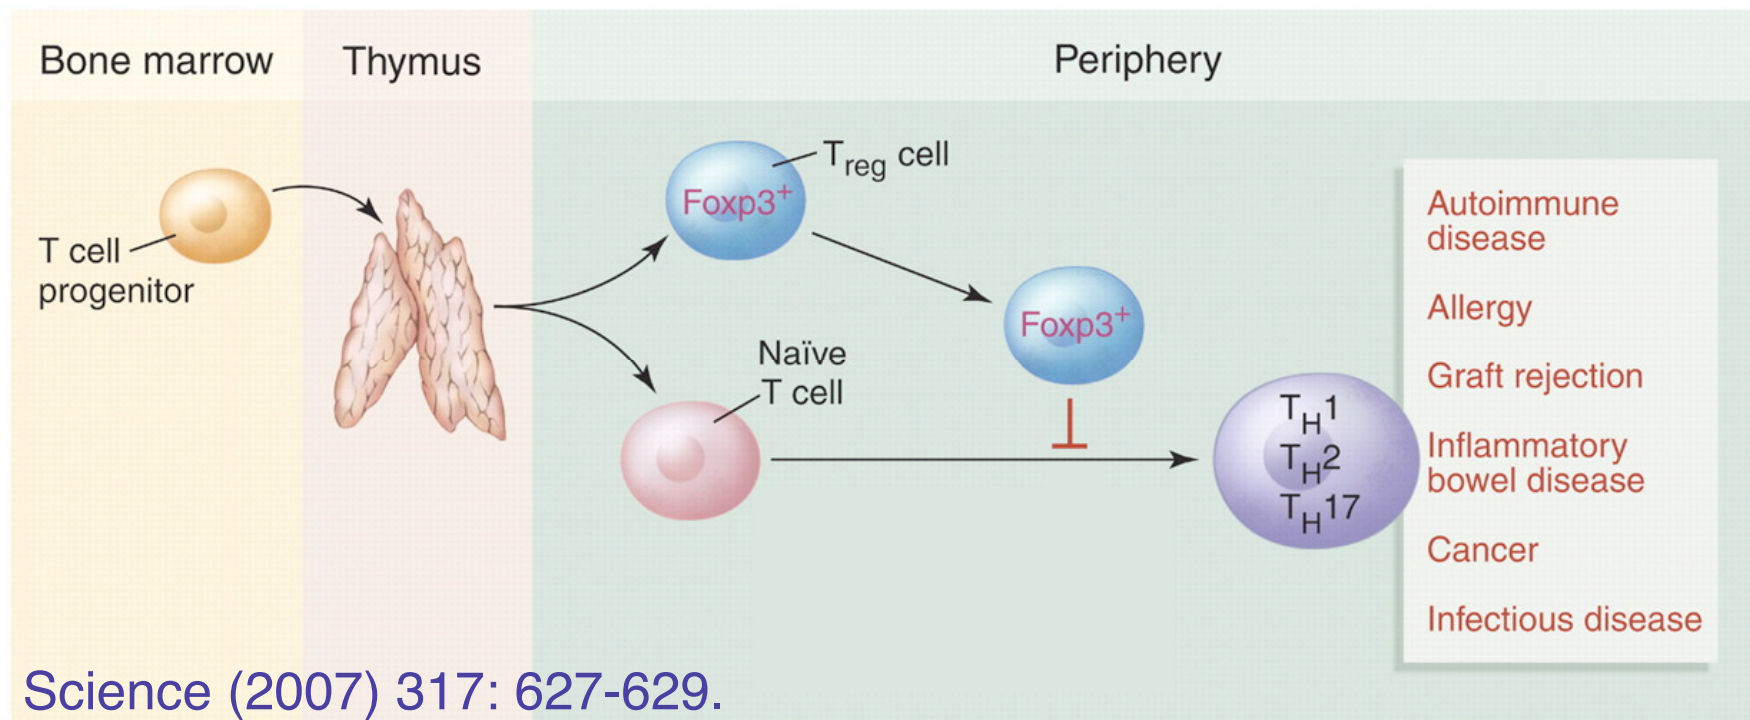 Bone marrow
Thymus
Periphery
T cell
progenitor
Treg cell
Foxp3+
Naïve
T cell
Foxp3+
TH1
TH2
TH17
Autoimmune
disease
Allergy
Graft rejection
Inflammatory
bowel disease
Cancer
Infectious disease
Science (2007) 317: 627-629.